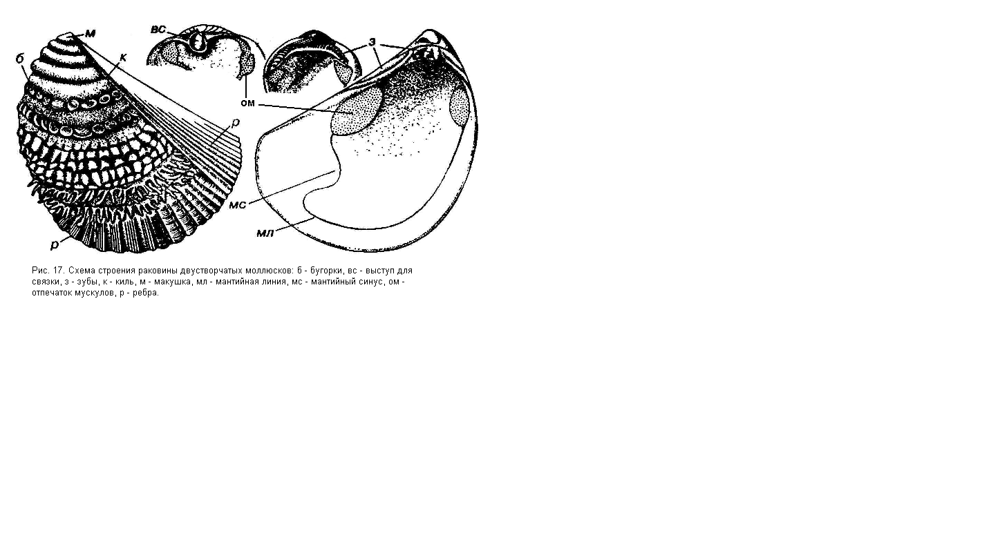 м
вс
з
б
к
ом
р
мс
мл
р
Рис. 17. Схема строения раковины двустворчатых моллюсков: б - бугорки, вс - выступ для
связки, з - зубы, к - киль, м - макушка, мл - мантийная линия, мс - мантийный синус, ом -
отпечаток мускулов, р - ребра.